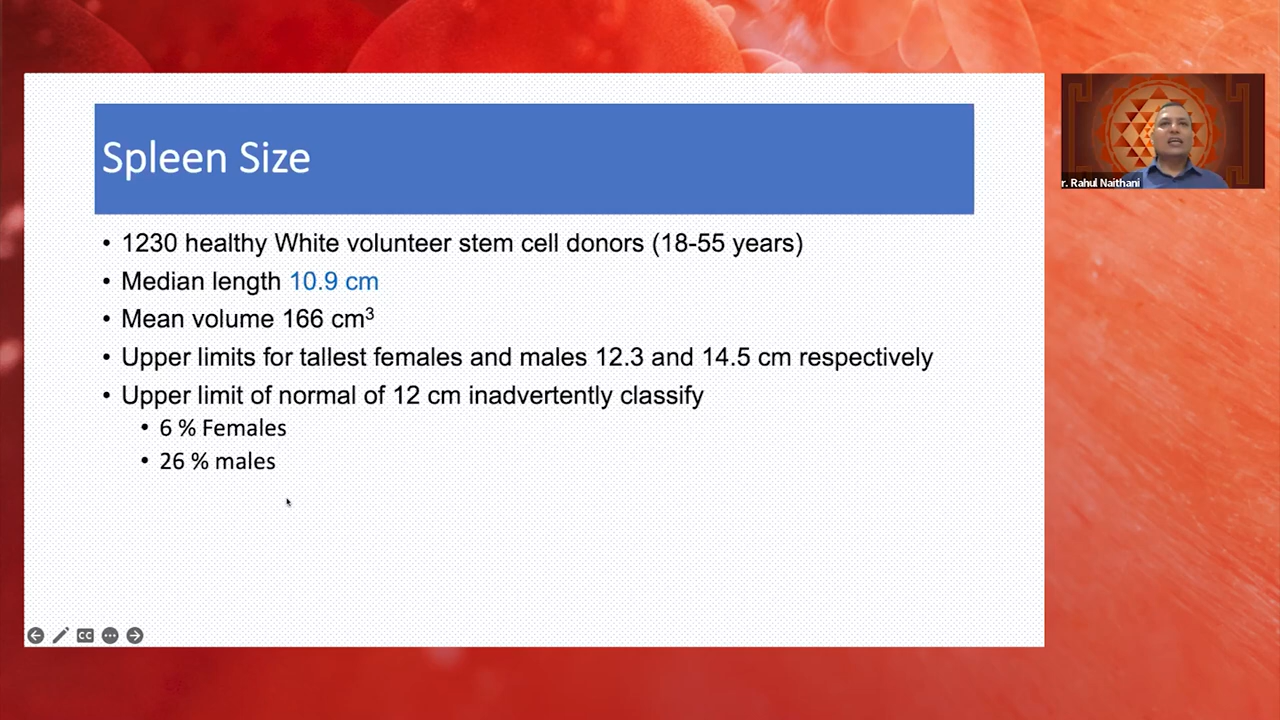 Spleen Size
• 1230 healthy White volunteer stem cell donors (18-55 years)
• Median length 10.9 cm
• Mean volume 166 cm³
• Upper limits for tallest females and males 12.3 and 14.5 cm respectively
• Upper limit of normal of 12 cm inadvertently classify
• 6 % Females
• 26 % males
r. Rahul Naithani
CC